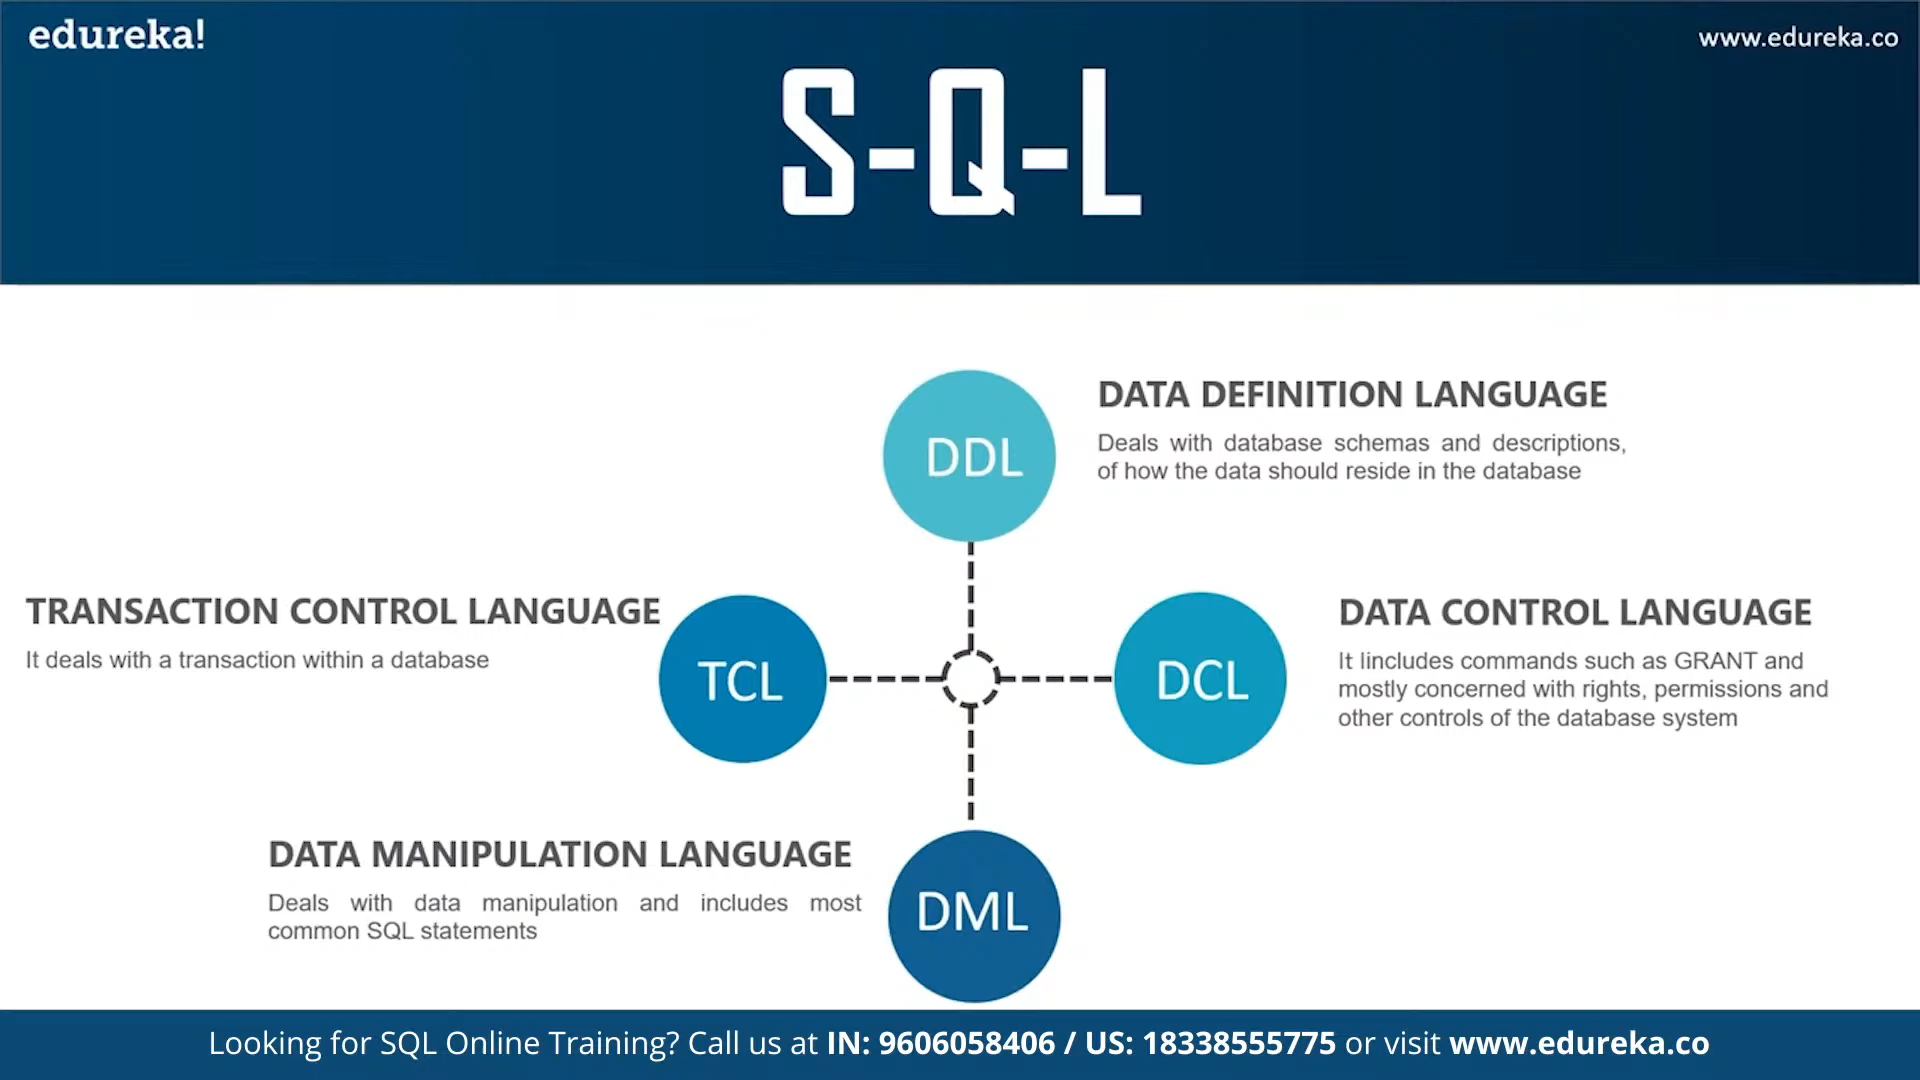 edureka!
www.edureka.co
S-Q-L
DDL
DATA DEFINITION LANGUAGE
Deals with database schemas and descriptions,
of how the data should reside in the database
TRANSACTION CONTROL LANGUAGE
It deals with a transaction within a database
TCL
DCL
DATA CONTROL LANGUAGE
It Iincludes commands such as GRANT and
mostly concerned with rights, permissions and
other controls of the database system
DATA MANIPULATION LANGUAGE
Deals with data manipulation and includes most
common SQL statements
DML
Looking for SQL Online Training? Call us at IN: 9606058406 / US: 18338555775 or visit www.edureka.co